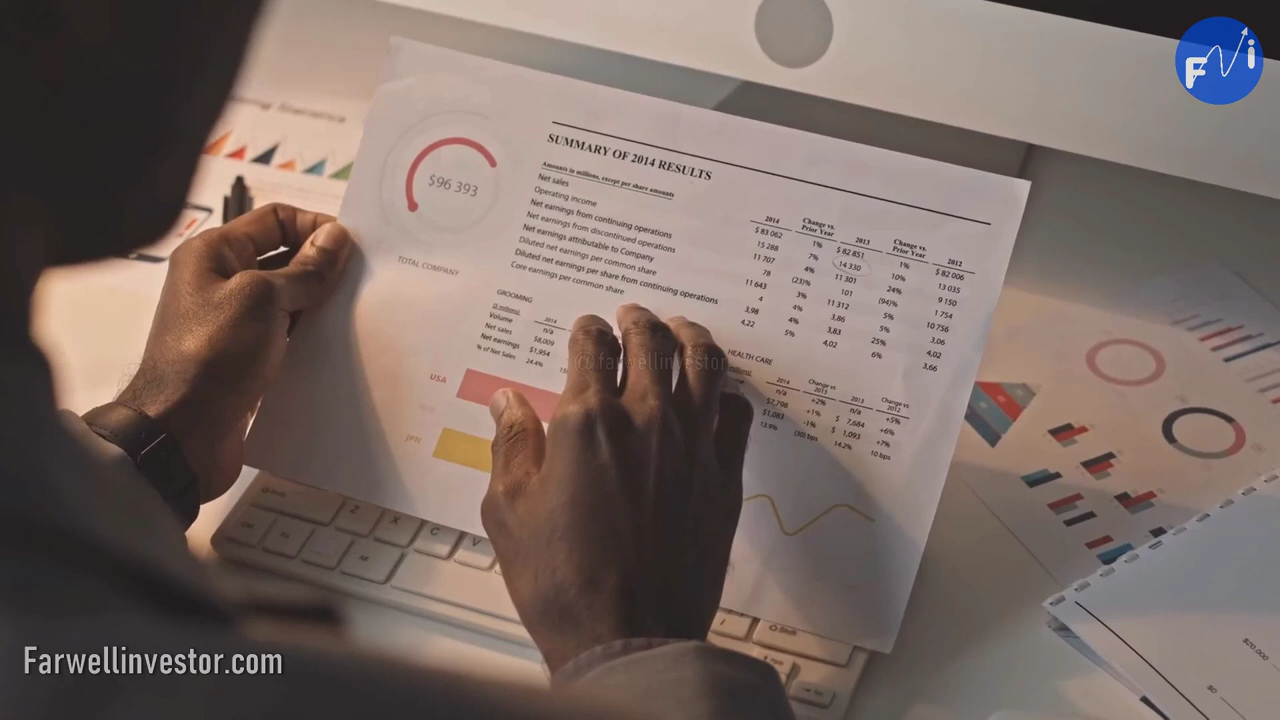 F i
SUMMARY OF 2014 RESULTS
Amounts in millions, except per share amounts
2014 Change vs. Prior Year 2013 Change vs. Prior Year 2012
Net sales $ 83 062 1% $ 82 851 1% $ 82 006
Operating income 15 288 7% 14 330 10% 13 035
Net earnings from continuing operations 11 707 4% 11 301 24% 9 150
Net earnings from discontinued operations 78 (23)% 101 (94)% 1 754
Net earnings attributable to Company 11 643 3% 11 312 5% 10 756
Diluted net earnings per common share 4 4% 3,86 5% 3,06
Diluted net earnings per share from continuing operations 3,98 4% 3,83 25% 4,02
Core earnings per common share 4,22 5% 4,02 6% 3,66
$96 393
TOTAL COMPANY
GROOMING
($ millions) 2014
Volume n/a
Net sales $8,009
Net earnings $1,954
% of Net Sales 24.4%
HEALTH CARE
2014 Change vs 2013 2013 Change vs 2012
n/a +2% n/a +5%
$2,798 +1% $ 7,684 +6%
$1,083 -1% $ 1,093 +7%
13.9% (30) bps 14.2% 10 bps
@farwellinvestor
USA
JPN
Shift
Z X C V
Alt
Shift
$20,000
Farwellinvestor.com